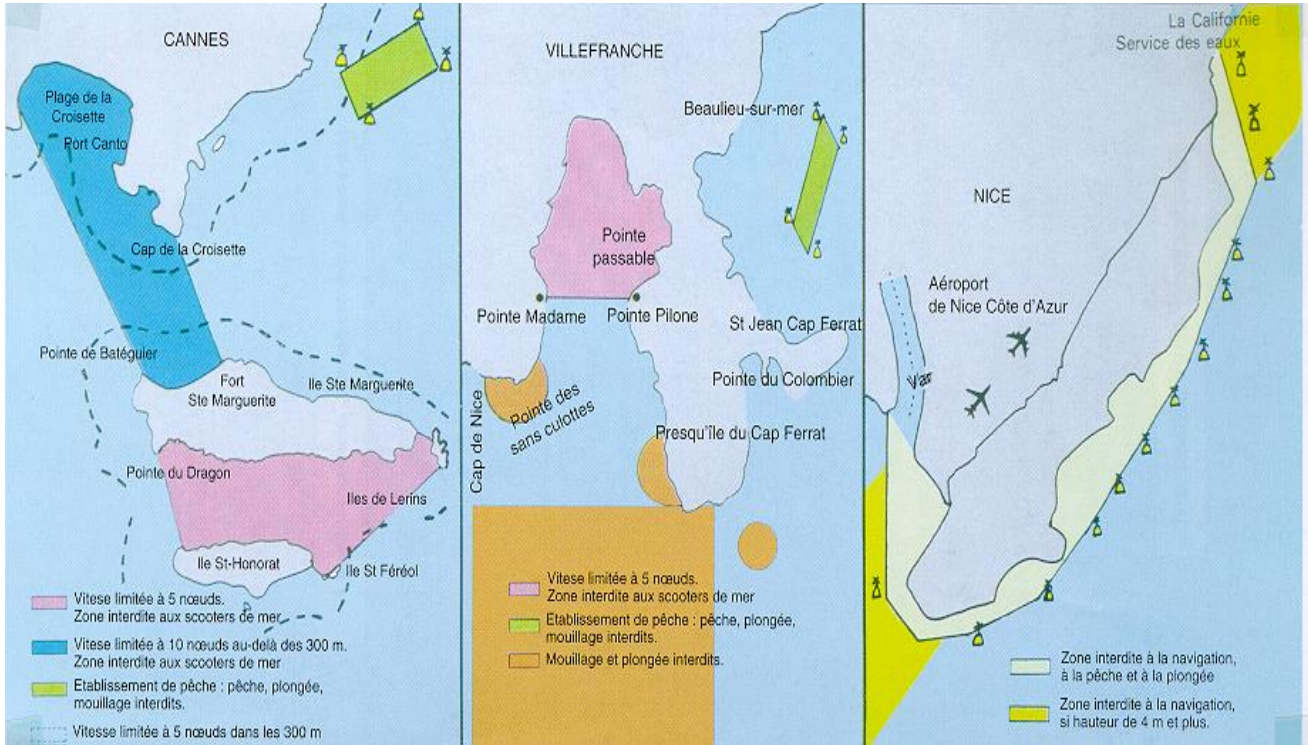 CANNES
Plage de la
Croisette
Port Canto
Cap de la Croisette
Pointe de Batéguier
Fort
Ste Marguerite
Ile Ste Marguerite
Pointe du Dragon
Iles de Lerins
Ile St-Honorat
Ile St Féréol
Vitese limitée à 5 nœuds.
Zone interdite aux scooters de mer
Vitese limitée à 10 nœuds au-delà des 300 m.
Zone interdite aux scooters de mer
Etablissement de pêche : pêche, plongée,
mouillage interdits.
Vitesse limitée à 5 nœuds dans les 300 m
VILLEFRANCHE
Beaulieu-sur-mer
Pointe
passable
Pointe Madame
Pointe Pilone
St Jean Cap Ferrat
Pointe du Colombier
Cap de Nice
Pointe des
sans culottes
Presqu'île du Cap Ferrat
Vitese limitée à 5 nœuds.
Zone interdite aux scooters de mer
Etablissement de pêche : pêche, plongée,
mouillage interdits.
Mouillage et plongée interdits.
La Californie
Service des eaux
NICE
Aéroport
de Nice Côte d'Azur
Var
Zone interdite à la navigation,
à la pêche et à la plongée
Zone interdite à la navigation,
si hauteur de 4 m et plus.